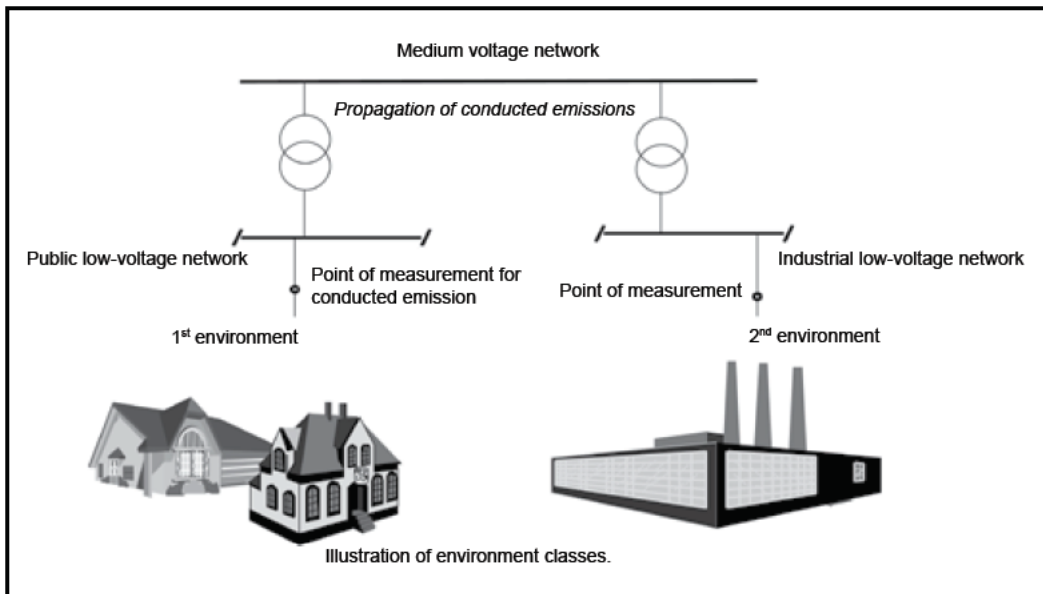 Medium voltage network
Propagation of conducted emissions
Public low-voltage network
Industrial low-voltage network
Point of measurement for
conducted emission
Point of measurement
1st environment
2nd environment
Illustration of environment classes.